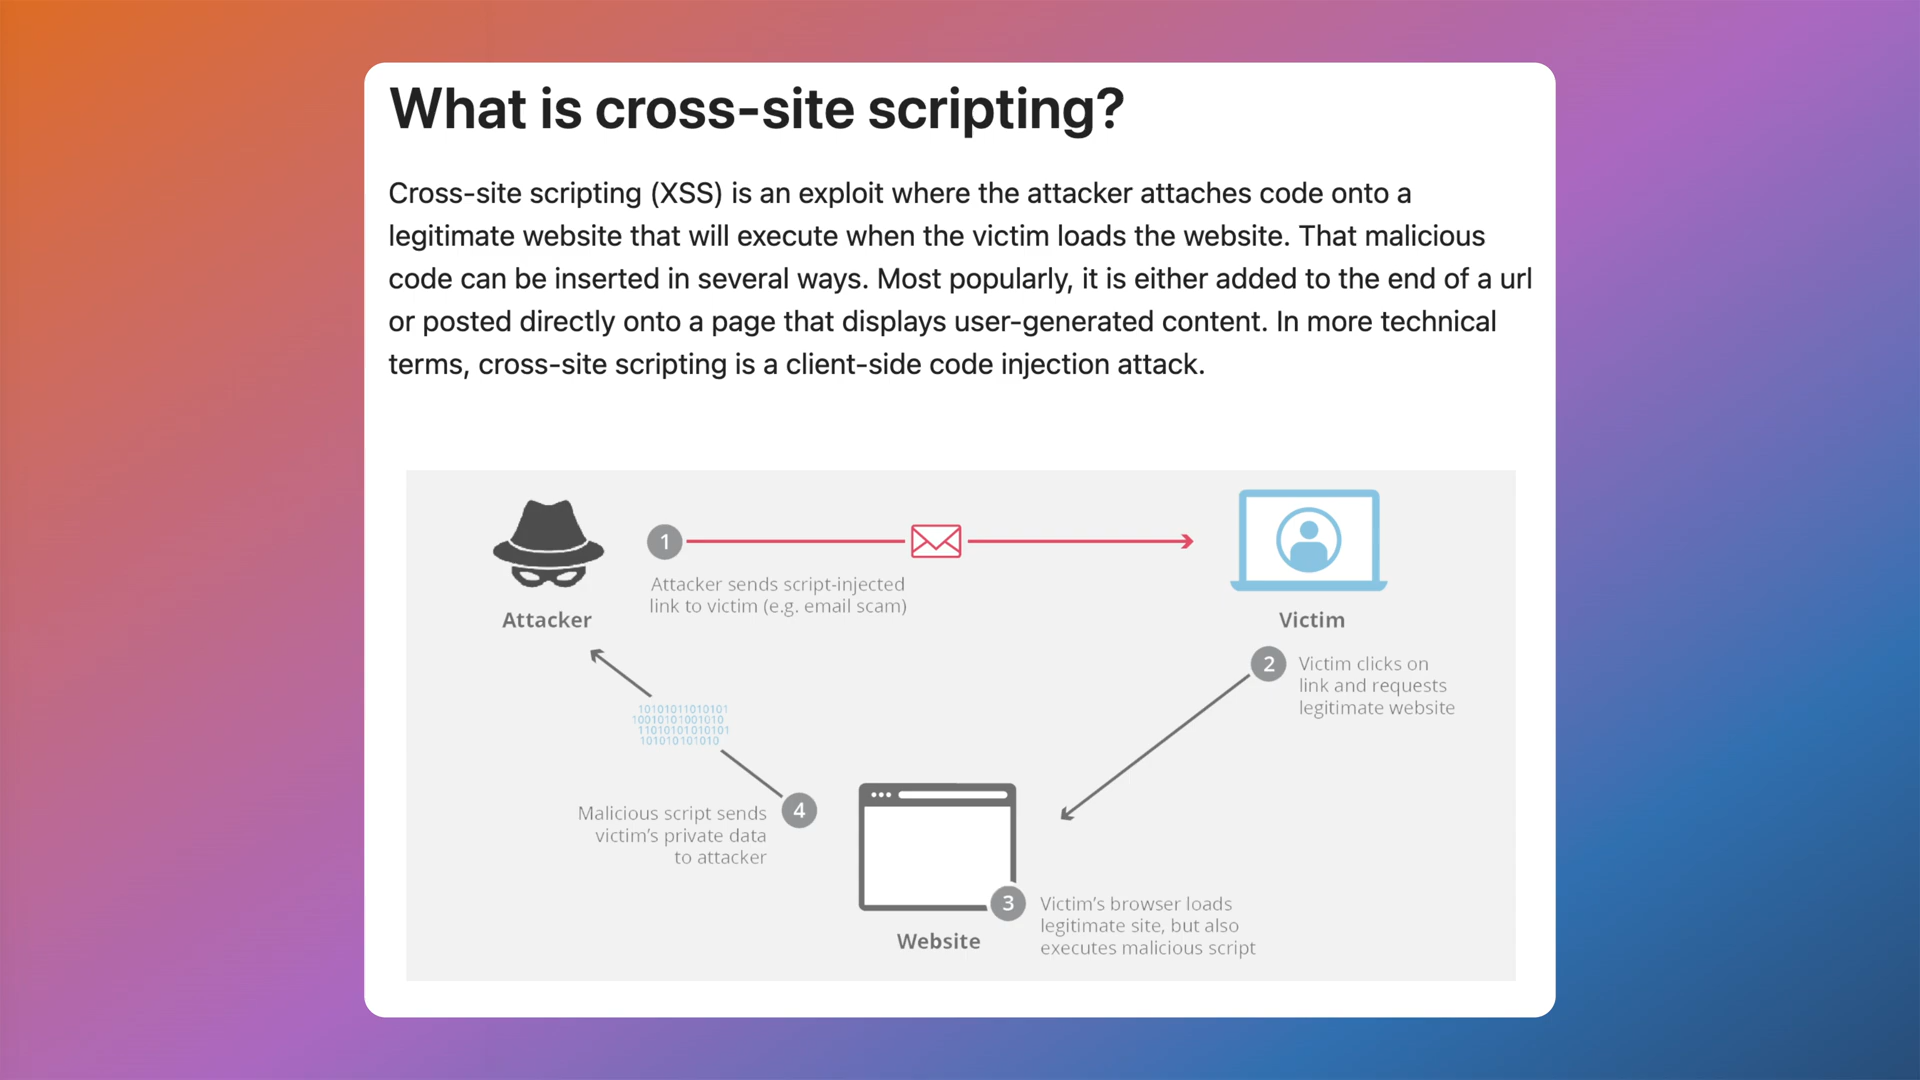 What is cross-site scripting?
Cross-site scripting (XSS) is an exploit where the attacker attaches code onto a
legitimate website that will execute when the victim loads the website. That malicious
code can be inserted in several ways. Most popularly, it is either added to the end of a url
or posted directly onto a page that displays user-generated content. In more technical
terms, cross-site scripting is a client-side code injection attack.
1
Attacker sends script-injected
link to victim (e.g. email scam)
Attacker
Victim
2
Victim clicks on
link and requests
legitimate website
10101011010101
10010101001010
11010101010101
101010101010
4
Malicious script sends
victim's private data
to attacker
3
Victim's browser loads
legitimate site, but also
executes malicious script
Website